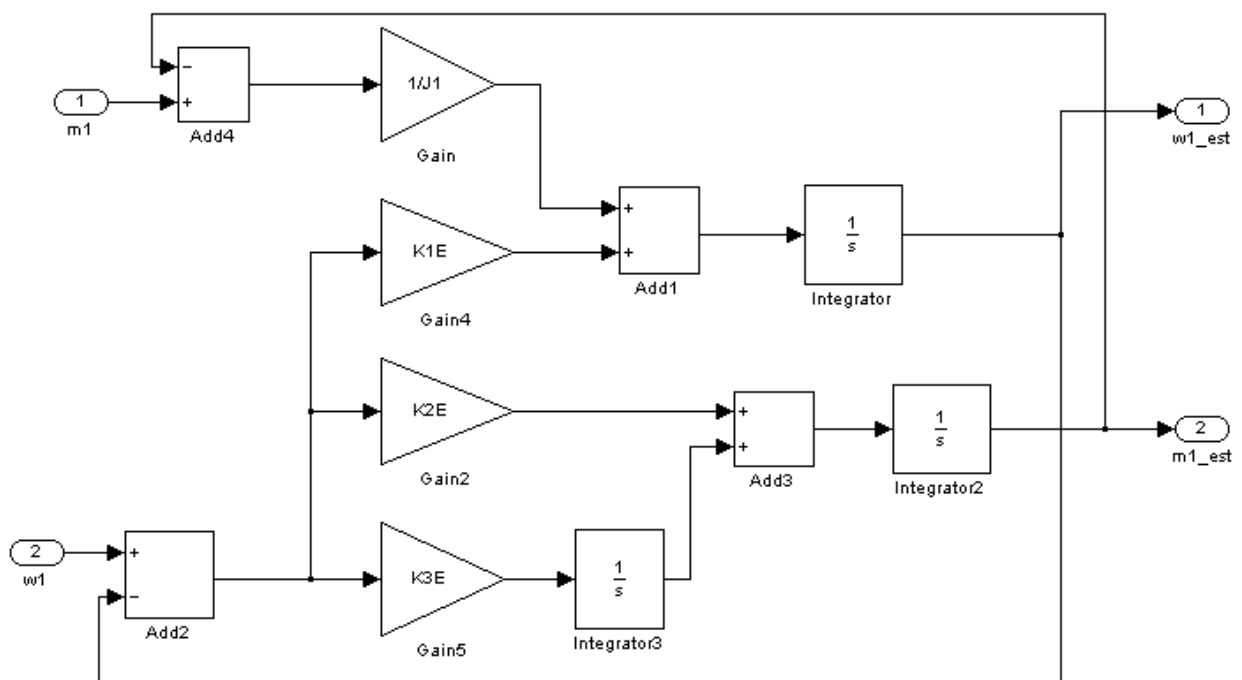 −
+
1
m1
Add4
1/J1
Gain
1
w1_est
+
+
Add1
1
s
Integrator
K1E
Gain4
K2E
Gain2
+
+
Add3
1
s
Integrator2
2
m1_est
2
w1
+
−
Add2
K3E
Gain5
1
s
Integrator3